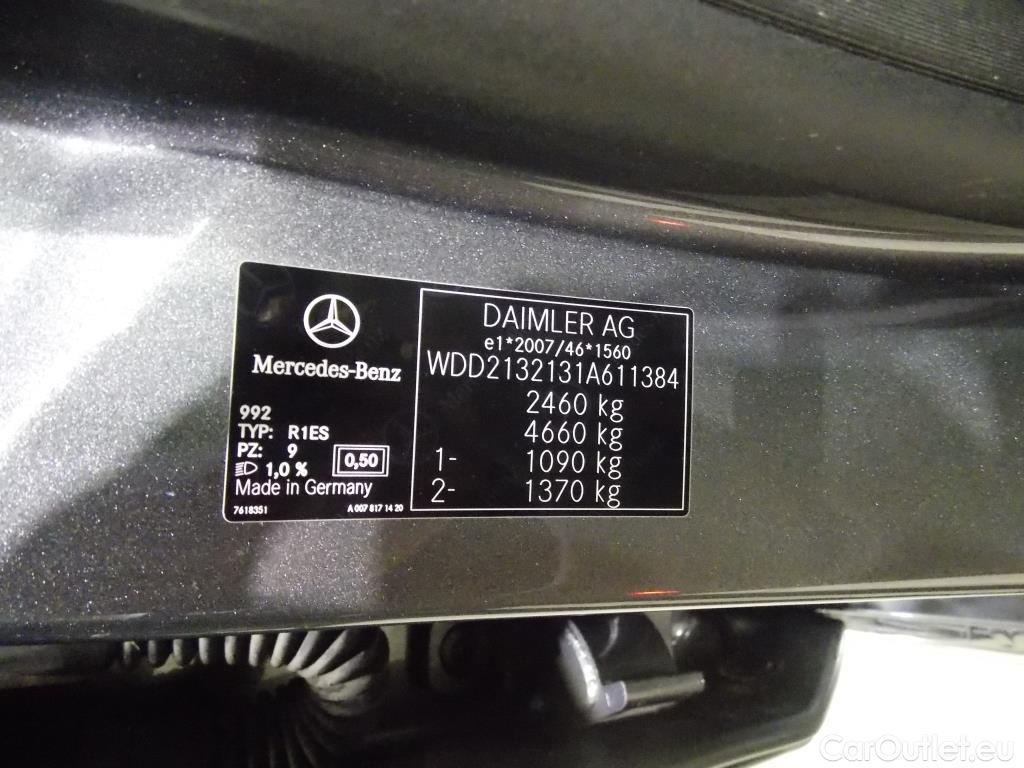 Mercedes-Benz
992
TYP: R1ES
PZ: 9
1,0 %
0,50
Made in Germany
7618351
A 007 817 14 20
DAIMLER AG
e1*2007/46*1560
WDD2132131A611384
2460 kg
4660 kg
1- 1090 kg
2- 1370 kg
CarOutlet.eu